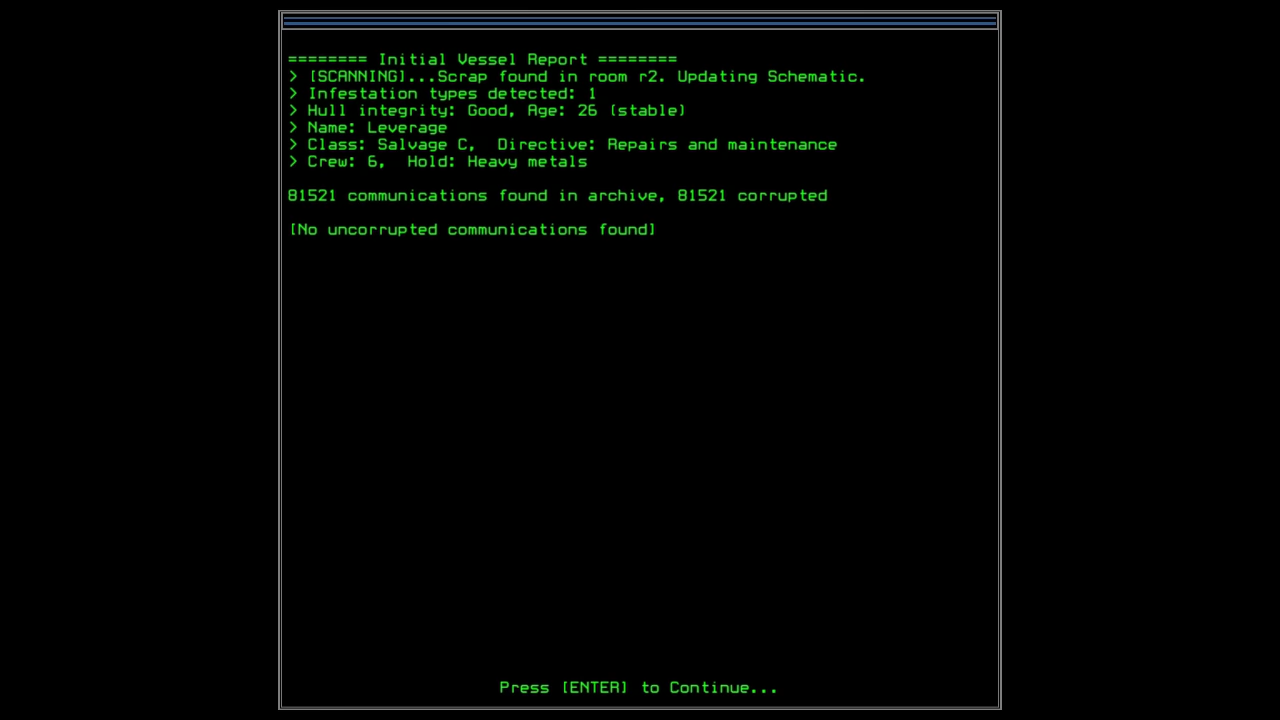 ======== Initial Vessel Report ========
> [SCANNING]...Scrap found in room r2. Updating Schematic.
> Infestation types detected: 1
> Hull integrity: Good, Age: 26 (stable)
> Name: Leverage
> Class: Salvage C,  Directive: Repairs and maintenance
> Crew: 6,  Hold: Heavy metals
81521 communications found in archive, 81521 corrupted
[No uncorrupted communications found]
Press [ENTER] to Continue...